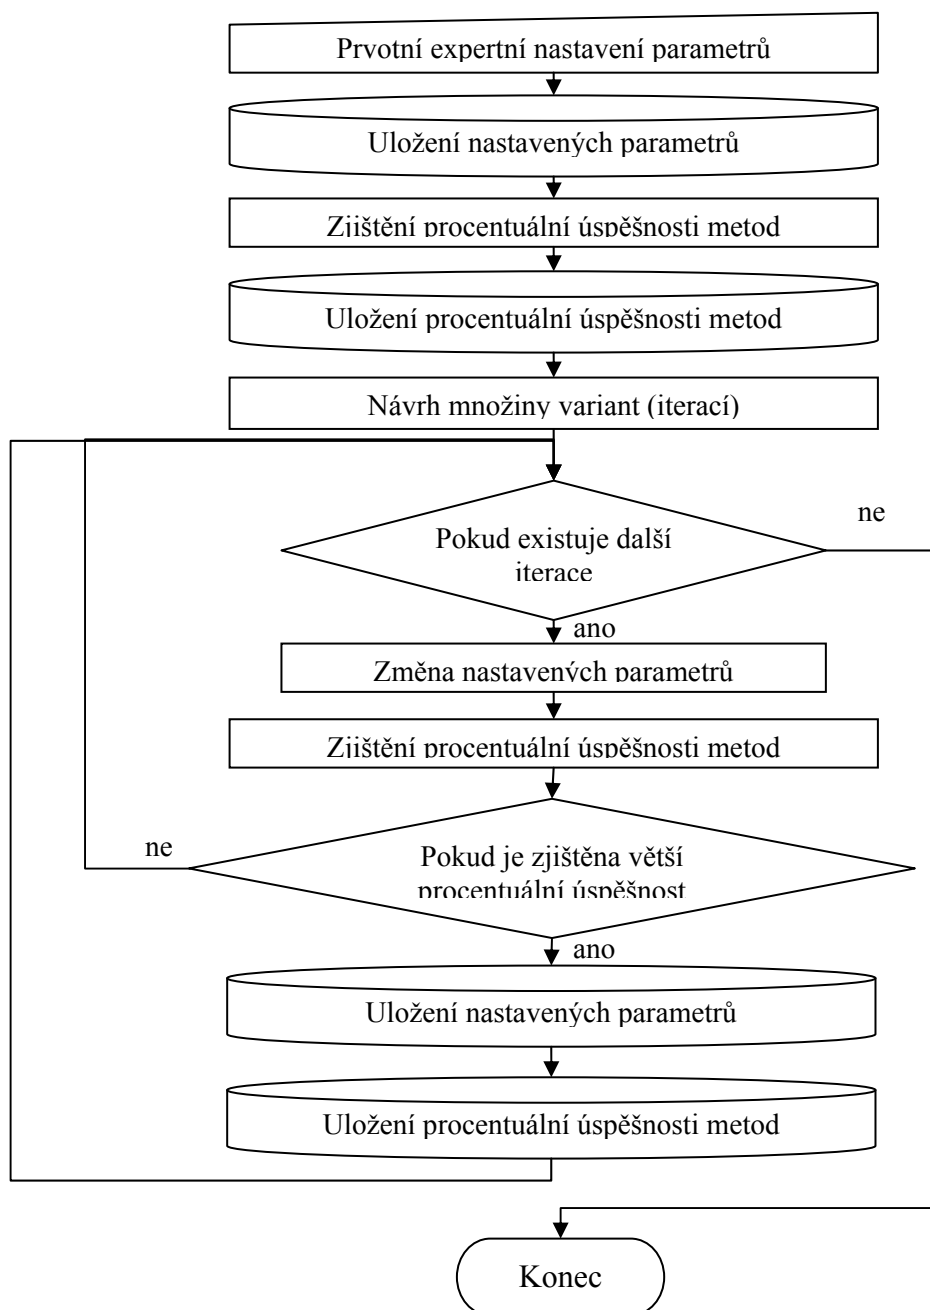 Prvotní expertní nastavení parametrů
Uložení nastavených parametrů
Zjištění procentuální úspěšnosti metod
Uložení procentuální úspěšnosti metod
Návrh množiny variant (iterací)
ne
Pokud existuje další
iterace
ano
Změna nastavených parametrů
Zjištění procentuální úspěšnosti metod
ne
Pokud je zjištěna větší
procentuální úspěšnost
ano
Uložení nastavených parametrů
Uložení procentuální úspěšnosti metod
Konec